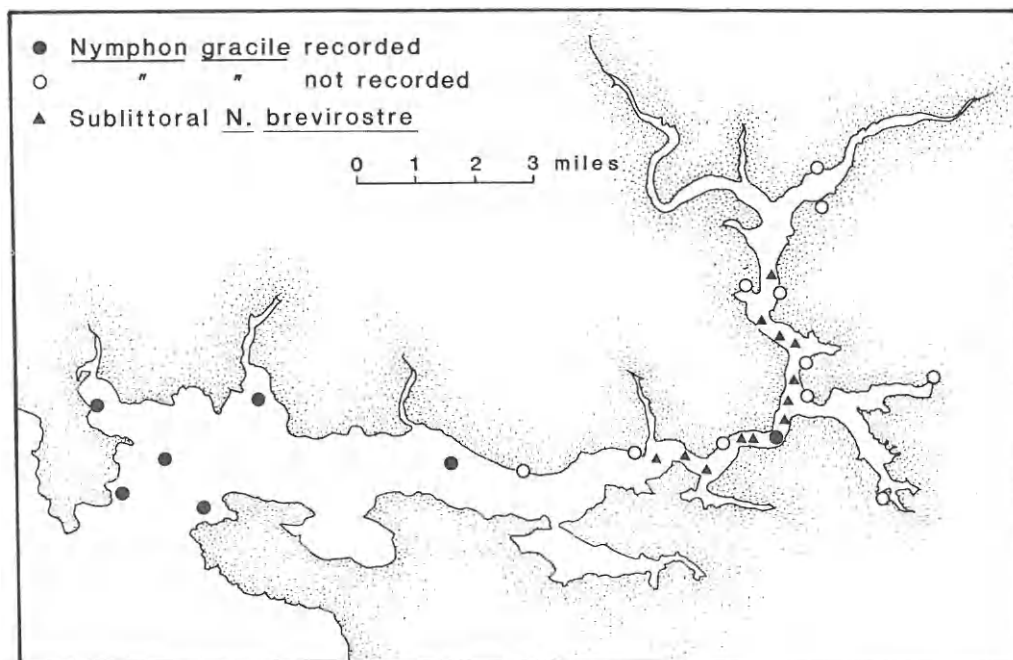 Nymphon gracile recorded
" " not recorded
Sublittoral N. brevirostre
0 1 2 3 miles